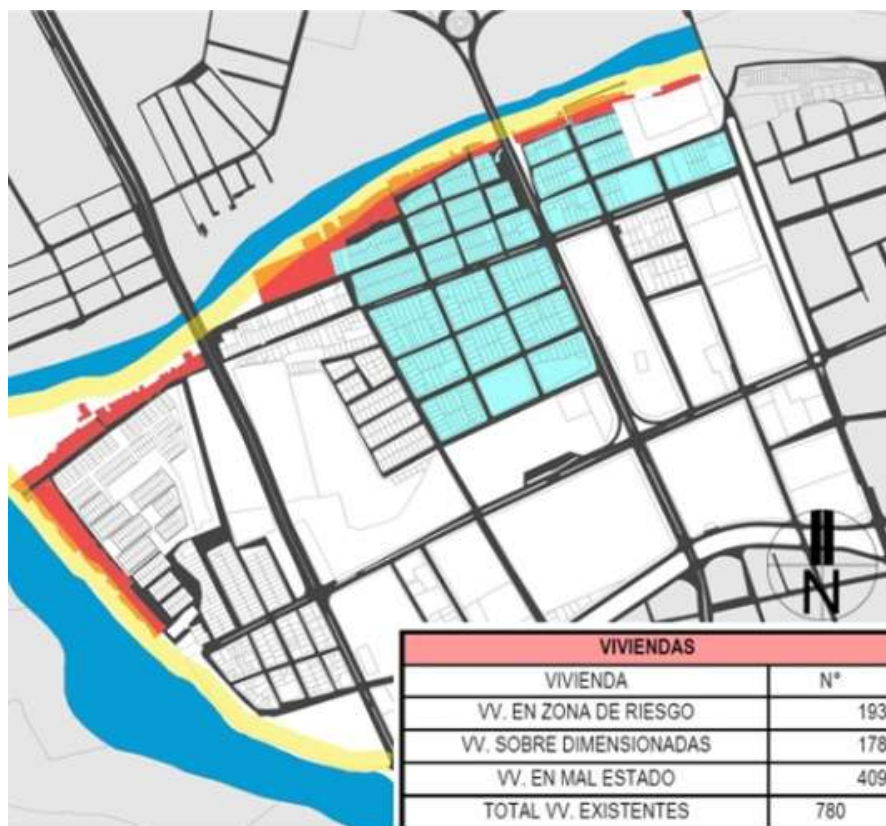 N
VIVIENDAS
VIVIENDA N°
VV. EN ZONA DE RIESGO 193
VV. SOBRE DIMENSIONADAS 178
VV. EN MAL ESTADO 409
TOTAL VV. EXISTENTES 780